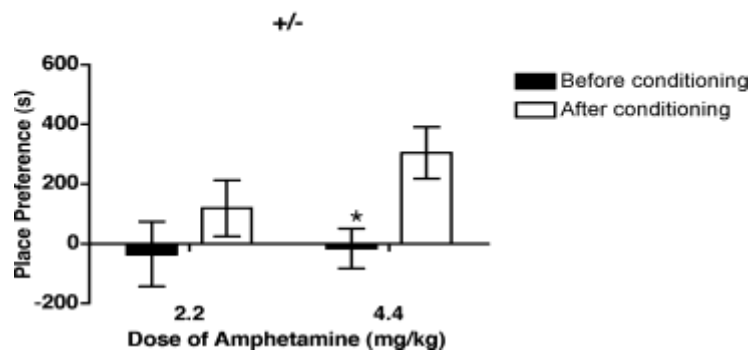 +/-
600
400
200
0
-200
Place Preference (s)
*
2.2 4.4
Dose of Amphetamine (mg/kg)
Before conditioning
After conditioning